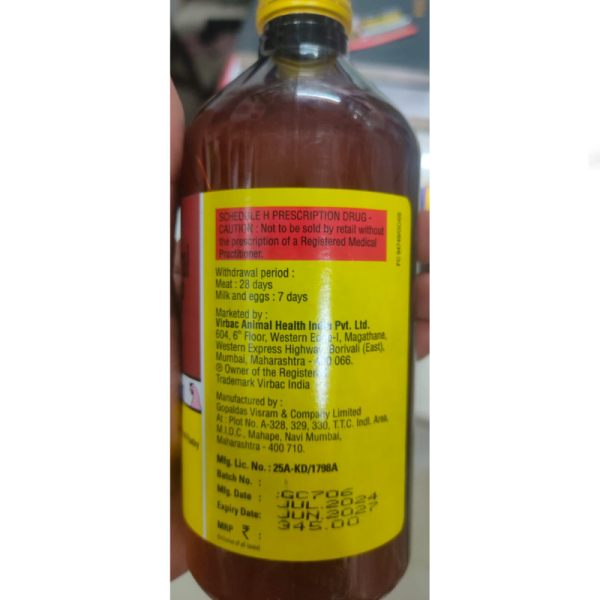 SCHEDULE H PRESCRIPTION DRUG -
CAUTION : Not to be sold by retail without
the prescription of a Registered Medical
Practitioner.
Withdrawal period :
Meat : 28 days
Milk and eggs : 7 days
Marketed by :
Virbac Animal Health India Pvt. Ltd.
604, 6th Floor, Western Edge-I, Magathane,
Western Express Highway, Borivali (East),
Mumbai, Maharashtra - 400 066.
® Owner of the Registered
Trademark Virbac India
Manufactured by :
Gopaldas Visram & Company Limited
At : Plot No. A-328, 329, 330, T.T.C. Indl. Area,
M.I.D.C., Mahape, Navi Mumbai,
Maharashtra - 400 710.
Mfg. Lic. No. : 25A-KD/1798A
Batch No. : GC706
Mfg. Date : JUL.2024
Expiry Date: JUN.2027
MRP ₹ : 345.00